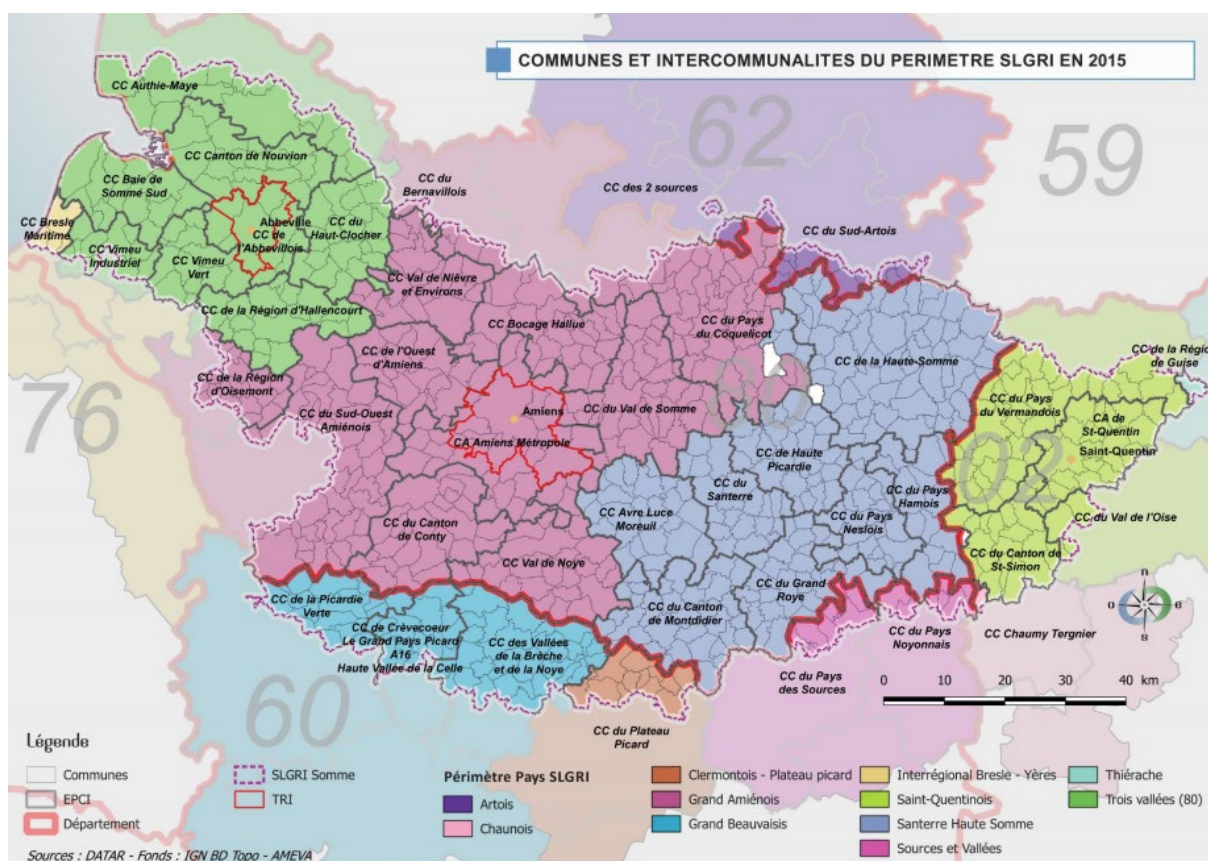 COMMUNES ET INTERCOMMUNALITES DU PERIMETRE SLGRI EN 2015
CC Authie-Maye
62
59
CC Canton de Nouvion
CC du
Bernavillois
CC des 2 sources
CC Baie de
Somme Sud
CC Bresle
Maritime
Abbeville
CC de
l'Abbevillois
CC du
Haut-Clocher
CC du Sud-Artois
CC Vimeu
Industriel
CC Vimeu
Vert
CC Val de Nièvre
et Environs
CC de la Région d'Hallencourt
CC Bocage Hallue
CC du Pays
du Coquelicot
CC de la Haute-Somme
CC de l'Ouest
d'Amiens
CC de la Région
de Guise
CC de la Région
d'Oisemont
76
80
CC du Pays
du Vermandois
CC du Sud-Ouest
Amiénois
Amiens
CC du Val de Somme
CA de
St-Quentin
CA Amiens Métropole
Saint-Quentin
02
CC de Haute
Picardie
CC du
Santerre
CC du Pays
Hamois
CC Avre Luce
Moreuil
CC du Pays
Neslois
CC du Val de l'Oise
CC du Canton
de Conty
CC Val de Noye
CC du Canton de
St-Simon
CC du Grand
Roye
CC de la Picardie
Verte
CC du Canton
de Montdidier
CC de Crèvecoeur
Le Grand Pays Picard
A16
Haute Vallée de la Celle
CC des Vallées
de la Brèche
et de la Noye
CC du Pays
Noyonnais
CC Chauny Tergnier
CC du Pays
des Sources
60
CC du Plateau
Picard
0 10 20 30 40 km
Légende
Communes
EPCI
Département
SLGRI Somme
TRI
Périmètre Pays SLGRI
Artois
Chaunois
Clermontois - Plateau picard
Grand Amiénois
Grand Beauvaisis
Interrégional Bresle - Yères
Saint-Quentinois
Santerre Haute Somme
Sources et Vallées
Thiérache
Trois vallées (80)
Sources : DATAR - Fonds : IGN BD Topo - AMEVA